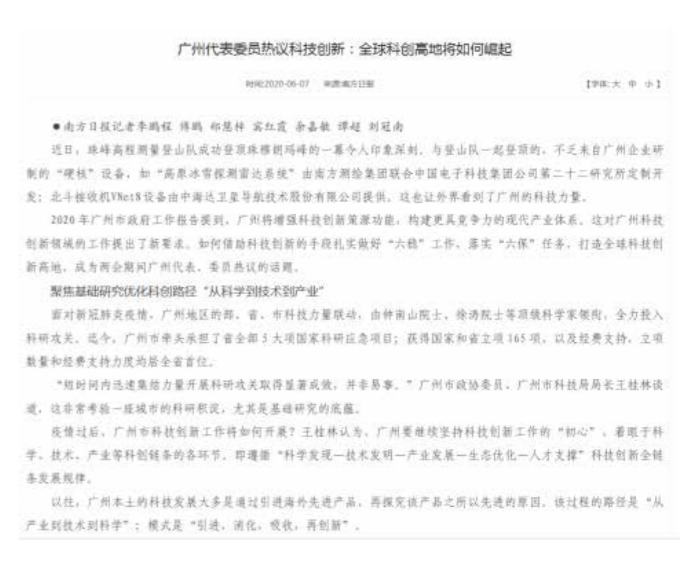 广州代表委员热议科技创新：全球科创高地将如何崛起
时间:2020-06-07 来源:南方日报 【字体: 大 中 小】
●南方日报记者李鹏程 傅鹏 郎慧梓 宾红霞 余嘉敏 谭超 刘冠南
近日，珠峰高程测量登山队成功登顶珠穆朗玛峰的一幕令人印象深刻。与登山队一起登顶的，不乏来自广州企业研
制的“硬核”设备，如“高原冰雪探测雷达系统”由南方测绘集团联合中国电子科技集团公司第二十二研究所定制开
发；北斗接收机VNet8设备由中海达卫星导航技术股份有限公司提供。这也让外界看到了广州的科技力量。
2020年广州市政府工作报告提到，广州将增强科技创新策源功能，构建更具竞争力的现代产业体系。这对广州科技
创新领域的工作提出了新要求。如何借助科技创新的手段扎实做好“六稳”工作、落实“六保”任务，打造全球科技创
新高地，成为两会期间广州代表、委员热议的话题。
聚焦基础研究优化科创路径“从科学到技术到产业”
面对新冠肺炎疫情，广州地区的部、省、市科技力量联动，由钟南山院士、徐涛院士等顶级科学家领衔，全力投入
科研攻关。迄今，广州市牵头承担了省全部5大项国家科研应急项目；获得国家和省立项165项，以及经费支持，立项
数量和经费支持力度均居全省首位。
“短时间内迅速集结力量开展科研攻关取得显著成效，并非易事。”广州市政协委员、广州市科技局局长王桂林谈
道，这非常考验一座城市的科研积淀，尤其是基础研究的底蕴。
疫情过后，广州市科技创新工作将如何开展？王桂林认为，广州要继续坚持科技创新工作的“初心”，着眼于科
学、技术、产业等科创链条的各环节，即遵循“科学发现—技术发明—产业发展—生态优化—人才支撑”科技创新全链
条发展规律。
以往，广州本土的科技发展大多是通过引进海外先进产品，再探究该产品之所以先进的原因。该过程的路径是“从
产业到技术到科学”；模式是“引进、消化、吸收、再创新”。